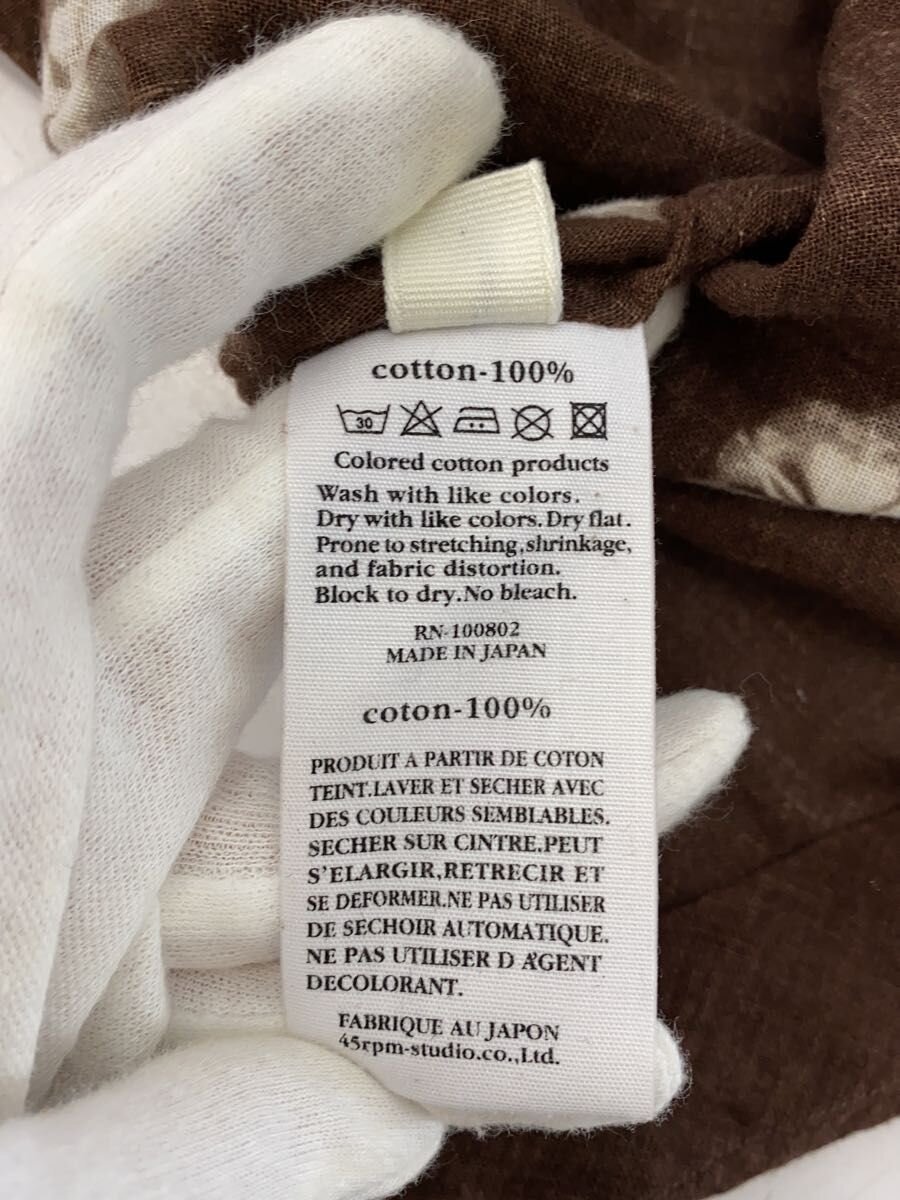 cotton-100%
30
Colored cotton products
Wash with like colors.
Dry with like colors.Dry flat.
Prone to stretching,shrinkage,
and fabric distortion.
Block to dry.No bleach.
RN-100802
MADE IN JAPAN
coton-100%
PRODUIT A PARTIR DE COTON
TEINT.LAVER ET SECHER AVEC
DES COULEURS SEMBLABLES.
SECHER SUR CINTRE.PEUT
S'ELARGIR,RETRECIR ET
SE DEFORMER.NE PAS UTILISER
DE SECHOIR AUTOMATIQUE.
NE PAS UTILISER D AGENT
DECOLORANT.
FABRIQUE AU JAPON
45rpm-studio.co.,Ltd.